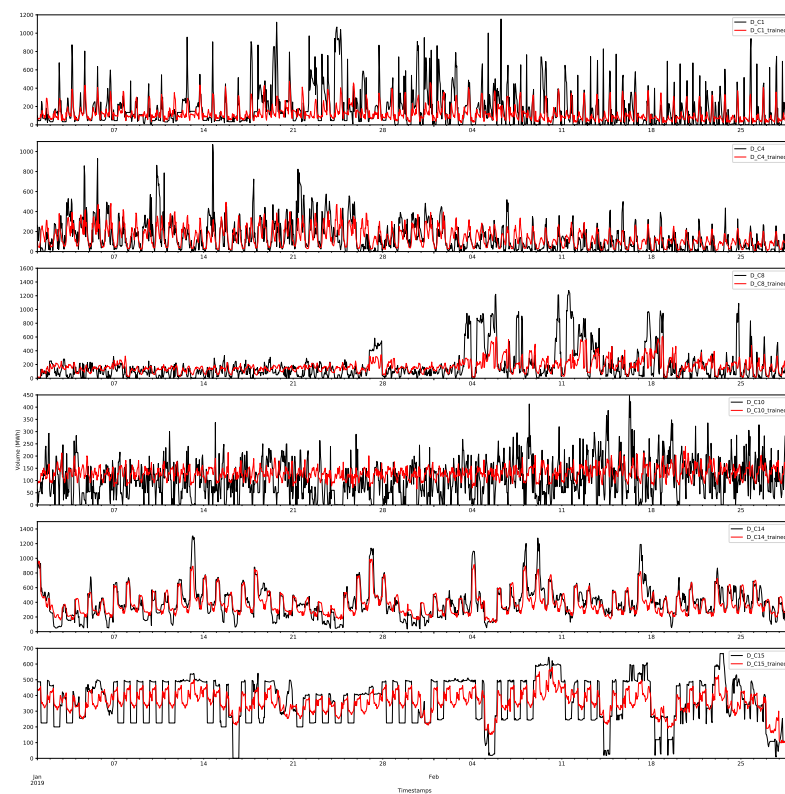 1200
1000
800
600
400
200
0
D_C1
D_C1_trained
07 14 21 28 04 11 18 25
1000
800
600
400
200
0
D_C4
D_C4_trained
07 14 21 28 04 11 18 25
1600
1400
1200
1000
800
600
400
200
0
D_C8
D_C8_trained
07 14 21 28 04 11 18 25
450
400
350
300
250
200
150
100
50
0
Volume (MWh)
D_C10
D_C10_trained
07 14 21 28 04 11 18 25
1400
1200
1000
800
600
400
200
0
D_C14
D_C14_trained
07 14 21 28 04 11 18 25
700
600
500
400
300
200
100
0
D_C15
D_C15_trained
07 14 21 28 04 11 18 25
Jan
2019
Feb
Timestamps